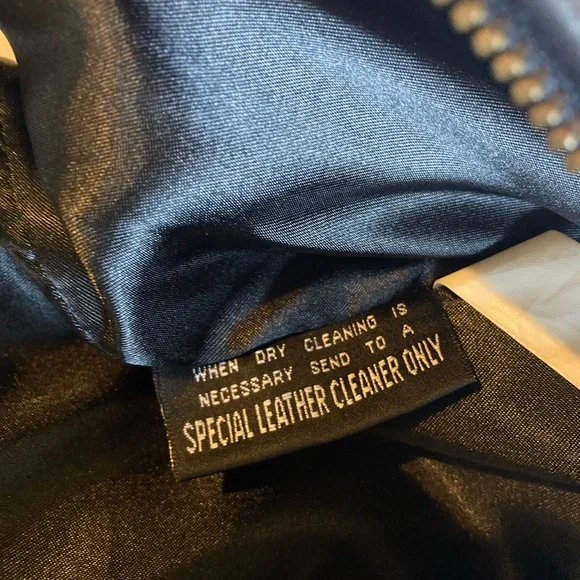 WHEN DRY CLEANING IS
NECESSARY SEND TO A
SPECIAL LEATHER CLEANER ONLY